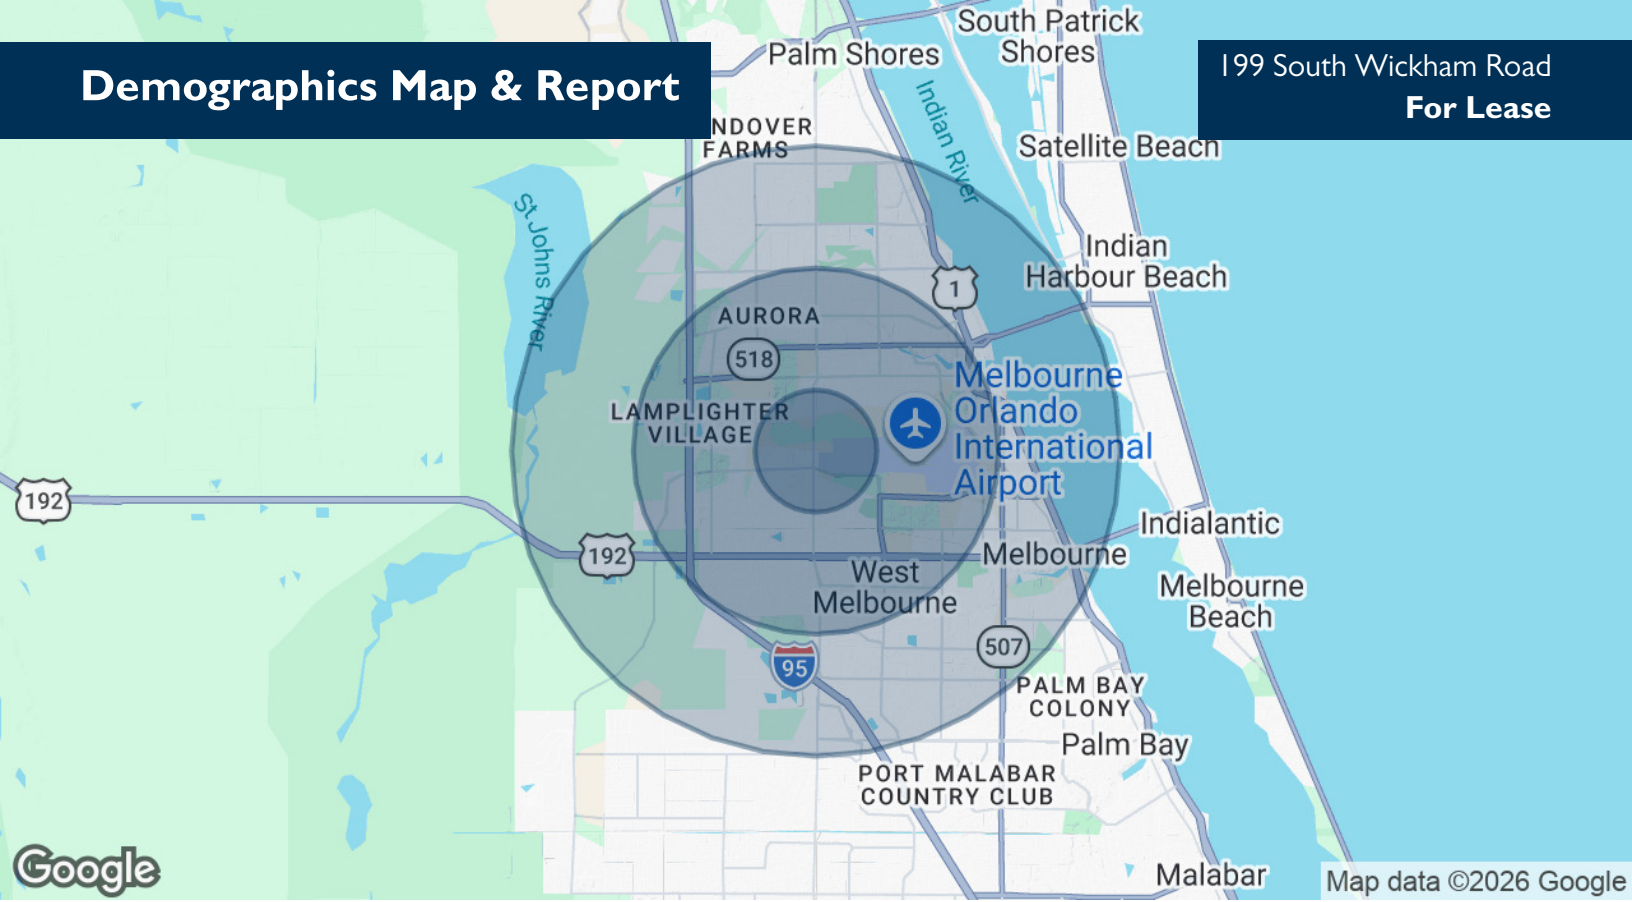 South Patrick
Shores
Palm Shores
Demographics Map & Report
199 South Wickham Road
For Lease
Indian River
NDOVER
FARMS
Satellite Beach
St Johns River
Indian
Harbour Beach
1
AURORA
518
Melbourne
Orlando
International
Airport
LAMPLIGHTER
VILLAGE
192
192
Indialantic
Melbourne
West
Melbourne
Melbourne
Beach
507
95
PALM BAY
COLONY
Palm Bay
PORT MALABAR
COUNTRY CLUB
Malabar
Google
Map data ©2026 Google